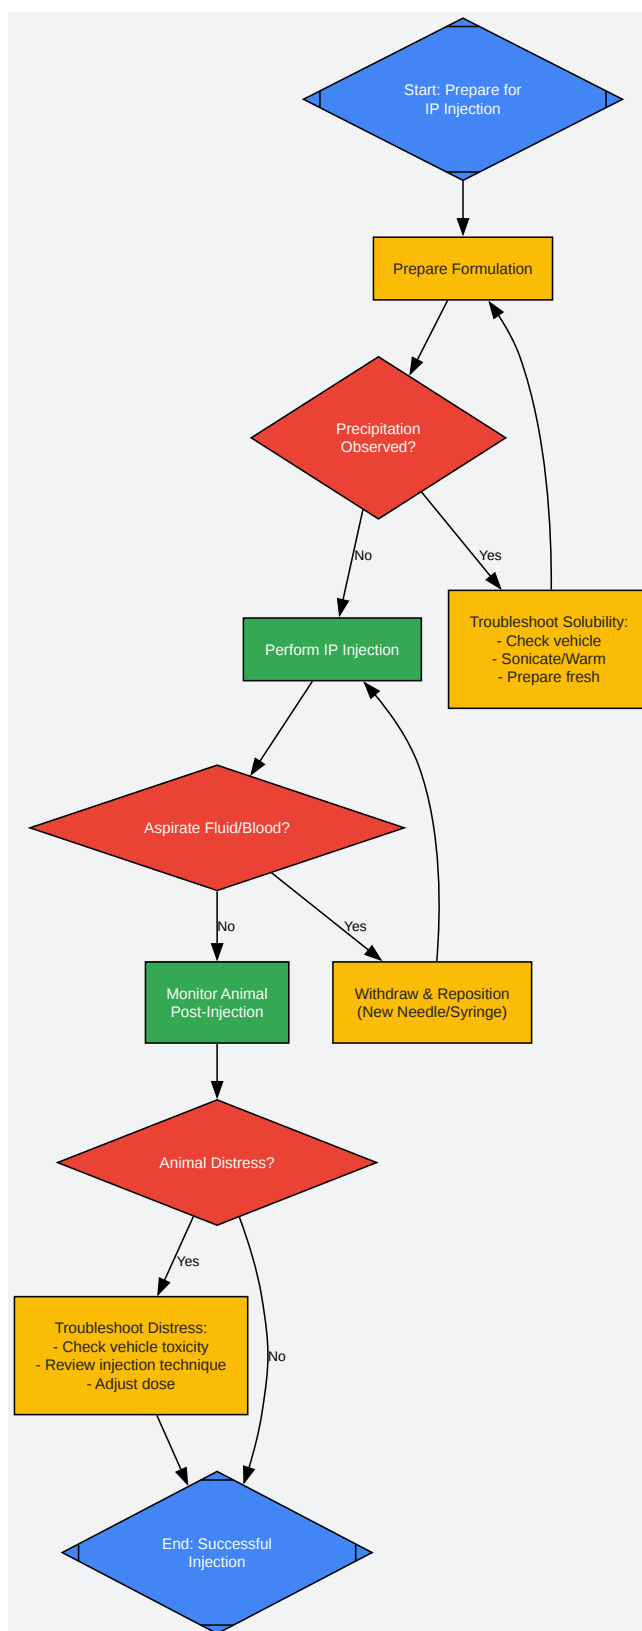 Start: Prepare for
IP Injection
Prepare Formulation
Precipitation
Observed?
No
Yes
Troubleshoot Solubility:
- Check vehicle
- Sonicate/Warm
- Prepare fresh
Perform IP Injection
Aspirate Fluid/Blood?
No
Yes
Monitor Animal
Post-Injection
Withdraw & Reposition
(New Needle/Syringe)
Animal Distress?
Yes
Troubleshoot Distress:
- Check vehicle toxicity
- Review injection technique
- Adjust dose
No
End: Successful
Injection